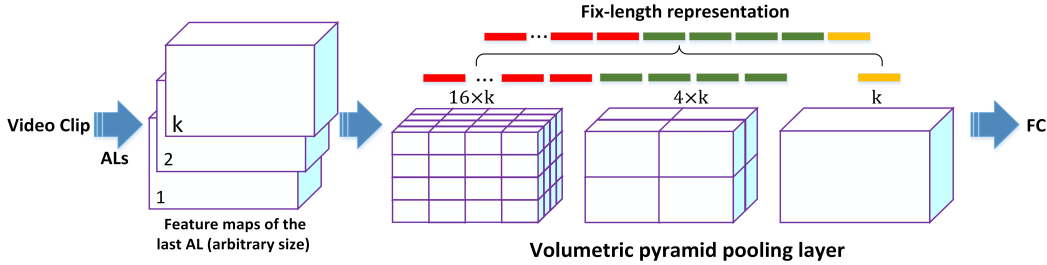 Fix-length representation
...
...
16×k
4×k
k
Video Clip
ALs
k
2
1
FC
Feature maps of the
last AL (arbitrary size)
Volumetric pyramid pooling layer